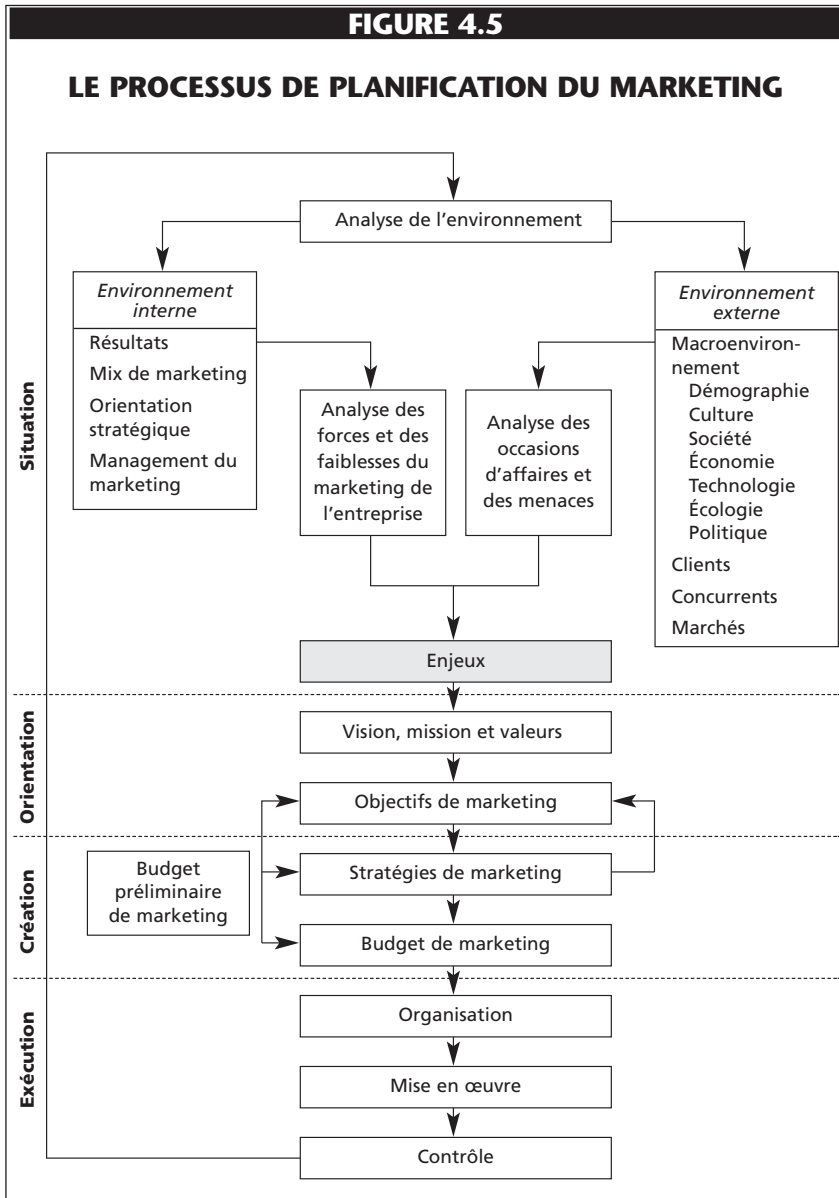 FIGURE 4.5
LE PROCESSUS DE PLANIFICATION DU MARKETING
Situation
Analyse de l'environnement
Environnement
interne
Résultats
Mix de marketing
Orientation
stratégique
Management du
marketing
Analyse des
forces et des
faiblesses du
marketing de
l'entreprise
Analyse des
occasions
d'affaires et
des menaces
Environnement
externe
Macroenviron-
nement
Démographie
Culture
Société
Économie
Technologie
Écologie
Politique
Clients
Concurrents
Marchés
Enjeux
Orientation
Vision, mission et valeurs
Objectifs de marketing
Création
Budget
préliminaire
de marketing
Stratégies de marketing
Budget de marketing
Exécution
Organisation
Mise en œuvre
Contrôle